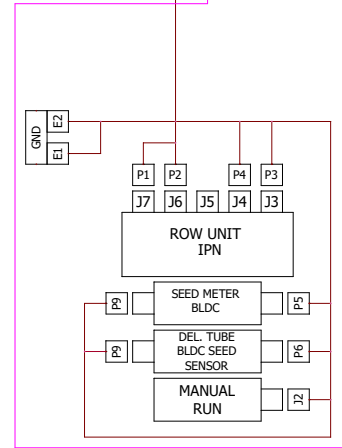 GND
E2
E1
P1
P2
P4
P3
J7
J6
J5
J4
J3
ROW UNIT
IPN
P9
SEED METER
BLDC
P5
P9
DEL. TUBE
BLDC SEED
SENSOR
P6
MANUAL
RUN
J2